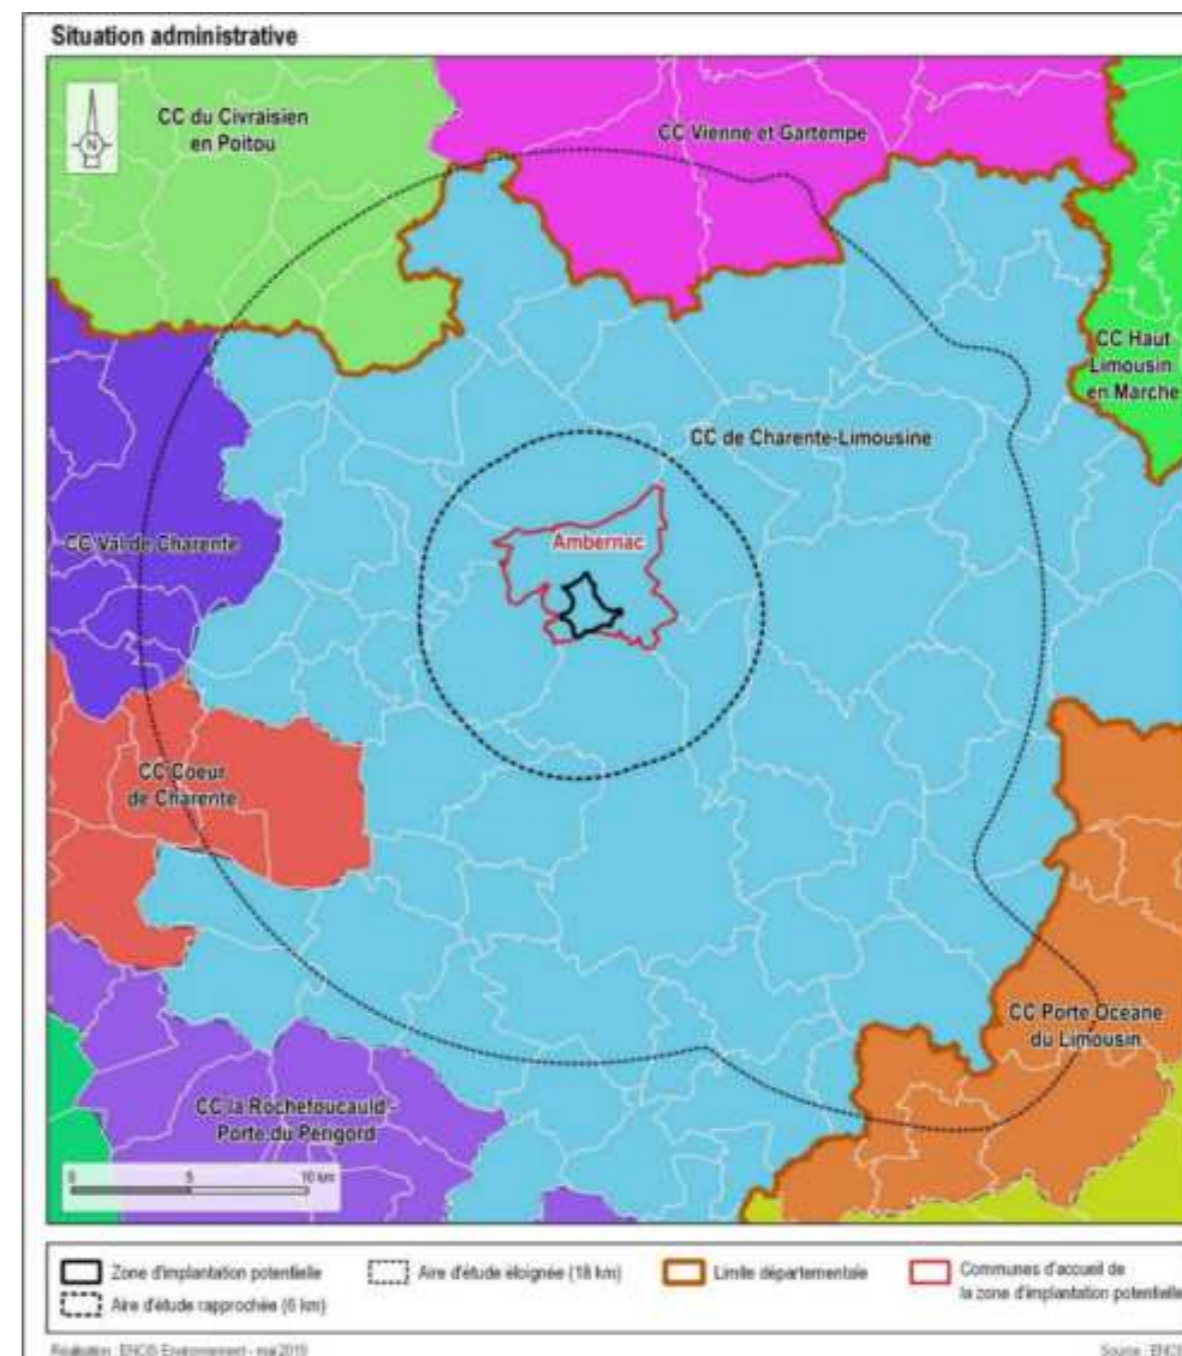 Situation administrative
N
CC du Civraisien
en Poitou
CC Vienne et Gartempe
CC Haut
Limousin
en Marche
CC de Charente-Limousine
CC Val de Charente
Ambernac
CC Coeur
de Charente
CC Porte Océane
du Limousin
CC la Rochefoucauld -
Porte du Périgord
0 5 10 km
Zone d'implantation potentielle
Aire d'étude éloignée (18 km)
Limite départementale
Communes d'accueil de
la zone d'implantation potentielle
Aire d'étude rapprochée (6 km)
Réalisation : ENCIS Environnement - mai 2019
Source : ENCIS